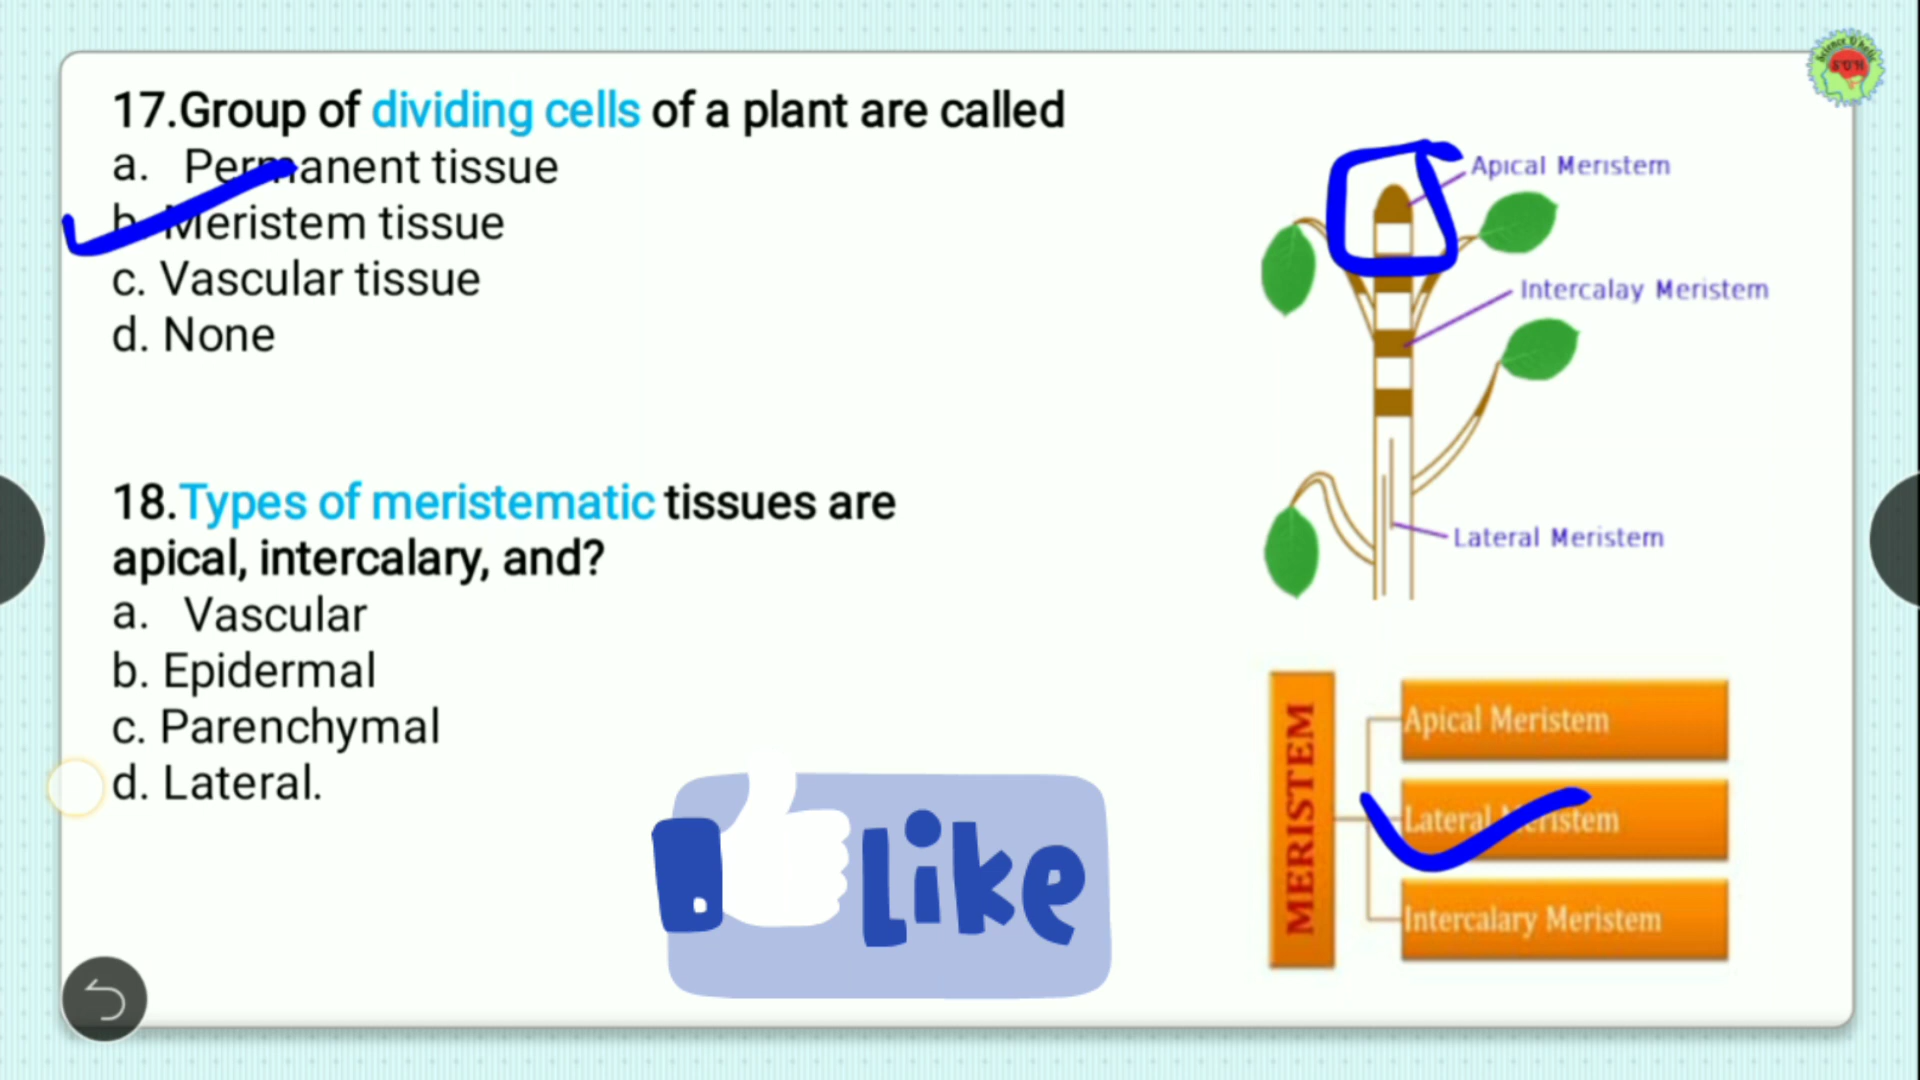 17.Group of dividing cells of a plant are called
a. Permanent tissue
b. Meristem tissue
c. Vascular tissue
d. None
18.Types of meristematic tissues are
apical, intercalary, and?
a. Vascular
b. Epidermal
c. Parenchymal
d. Lateral.
Like
Apical Meristem
Intercalay Meristem
Lateral Meristem
MERISTEM
Apical Meristem
Lateral Meristem
Intercalary Meristem